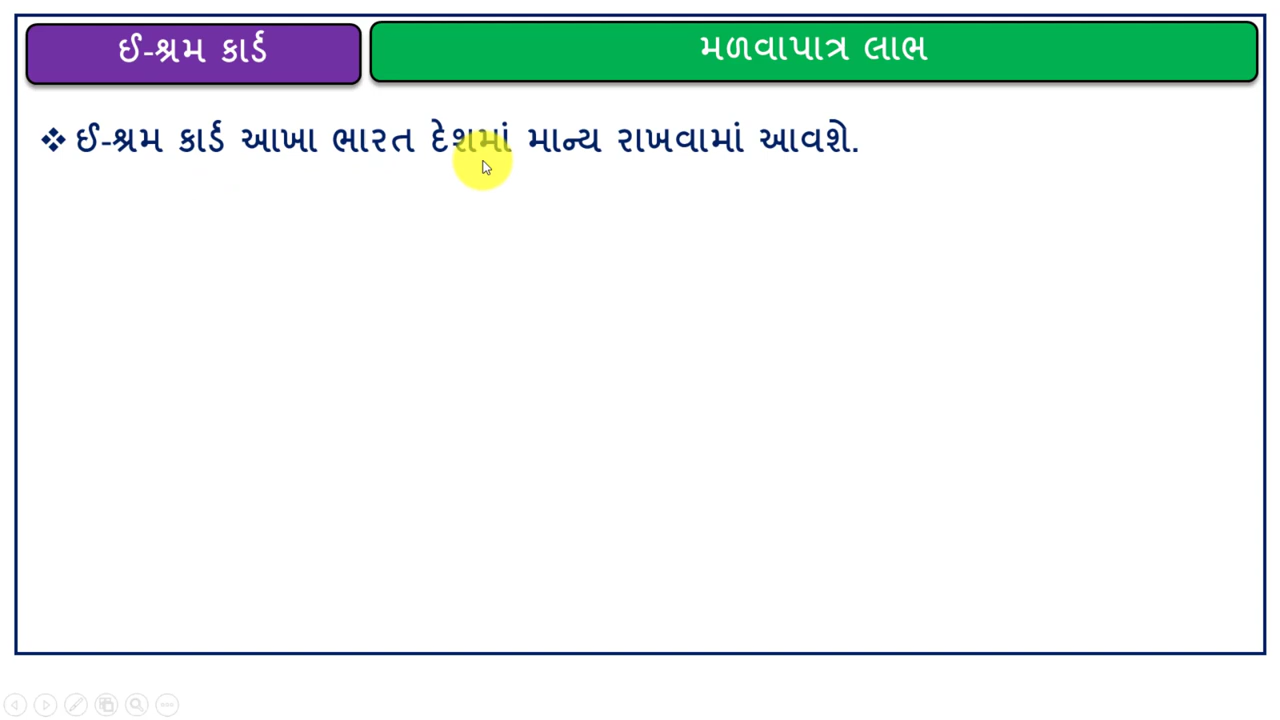 ઈ-શ્રમ કાર્ડ
મળવાપાત્ર લાભ
❖ ઈ-શ્રમ કાર્ડ આખા ભારત દેશમાં માન્ય રાખવામાં આવશે.